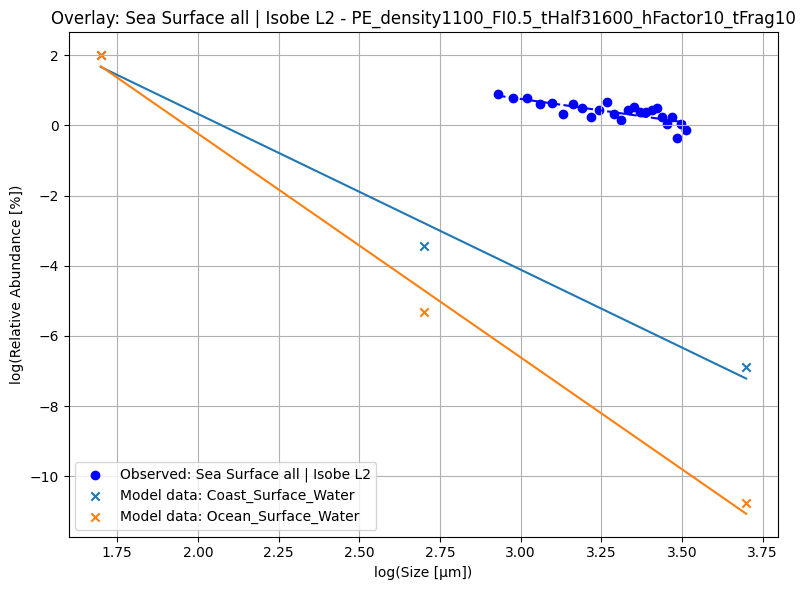 Overlay: Sea Surface all | Isobe L2 - PE_density1100_FI0.5_tHalf31600_hFactor10_tFrag10
log(Relative Abundance [%])
2
0
−2
−4
−6
−8
−10
Observed: Sea Surface all | Isobe L2
Model data: Coast_Surface_Water
Model data: Ocean_Surface_Water
1.75 2.00 2.25 2.50 2.75 3.00 3.25 3.50 3.75
log(Size [μm])